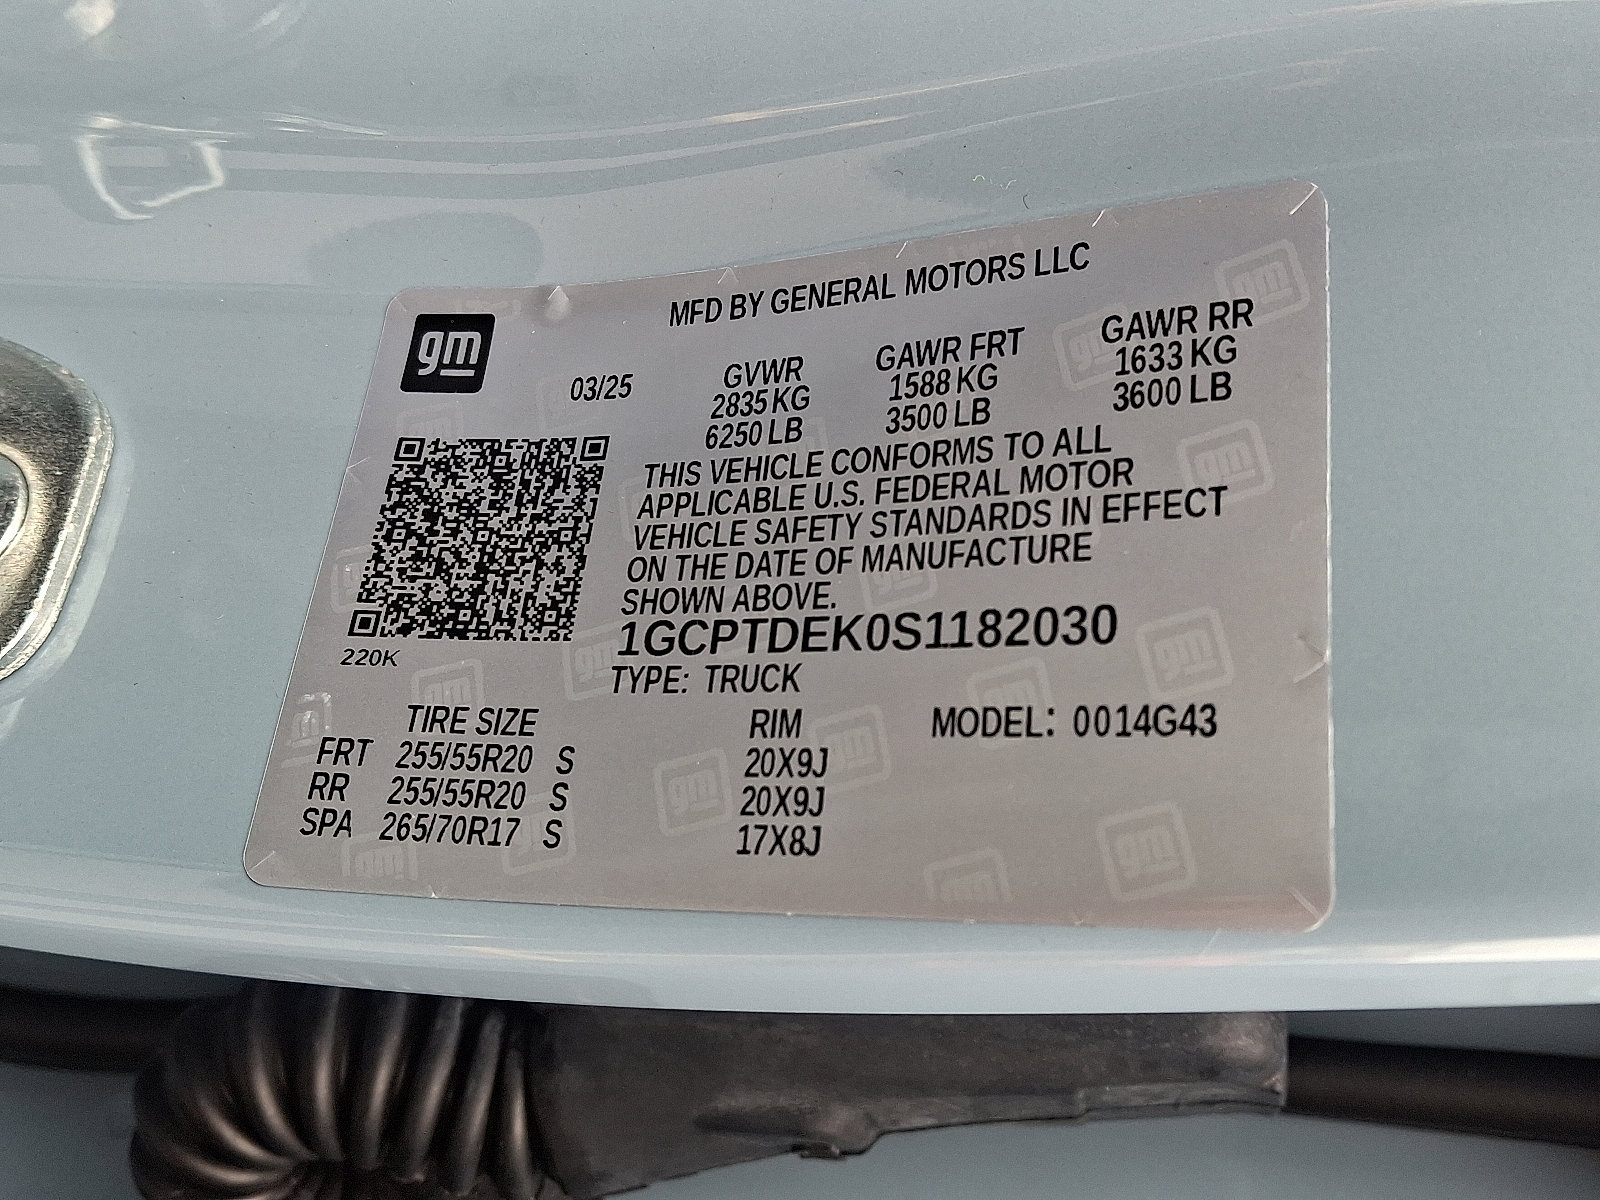 MFD BY GENERAL MOTORS LLC
gm
03/25
GVWR GAWR FRT GAWR RR
2835 KG 1588 KG 1633 KG
6250 LB 3500 LB 3600 LB
THIS VEHICLE CONFORMS TO ALL
APPLICABLE U.S. FEDERAL MOTOR
VEHICLE SAFETY STANDARDS IN EFFECT
ON THE DATE OF MANUFACTURE
SHOWN ABOVE.
1GCPTDEK0S1182030
220K
TYPE: TRUCK
TIRE SIZE RIM MODEL: 0014G43
FRT 255/55R20 S 20X9J
RR 255/55R20 S 20X9J
SPA 265/70R17 S 17X8J